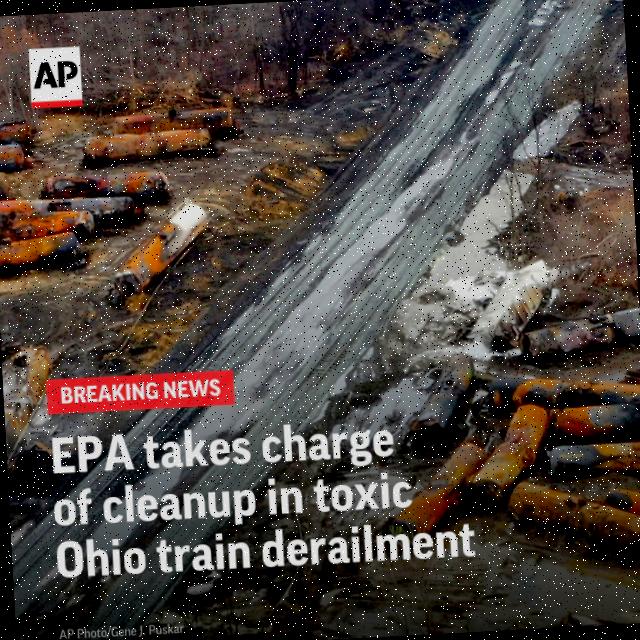 AP
BREAKING NEWS
EPA takes charge
of cleanup in toxic
Ohio train derailment
AP Photo/Gene J. Puskar